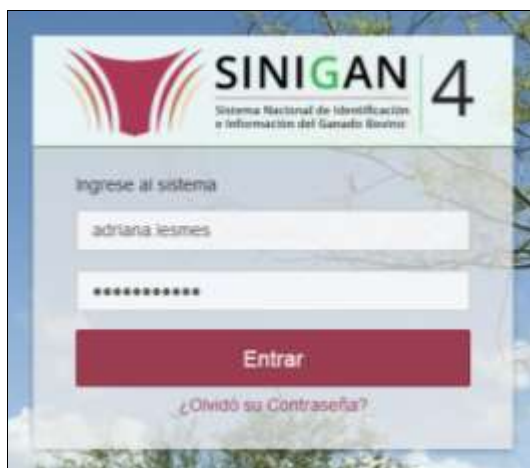 SINIGAN 4
Sistema Nacional de Identificación
e Información del Ganado Bovino
Ingrese al sistema
adriana lesmes
●●●●●●●●●●●
Entrar
¿Olvidó su Contraseña?